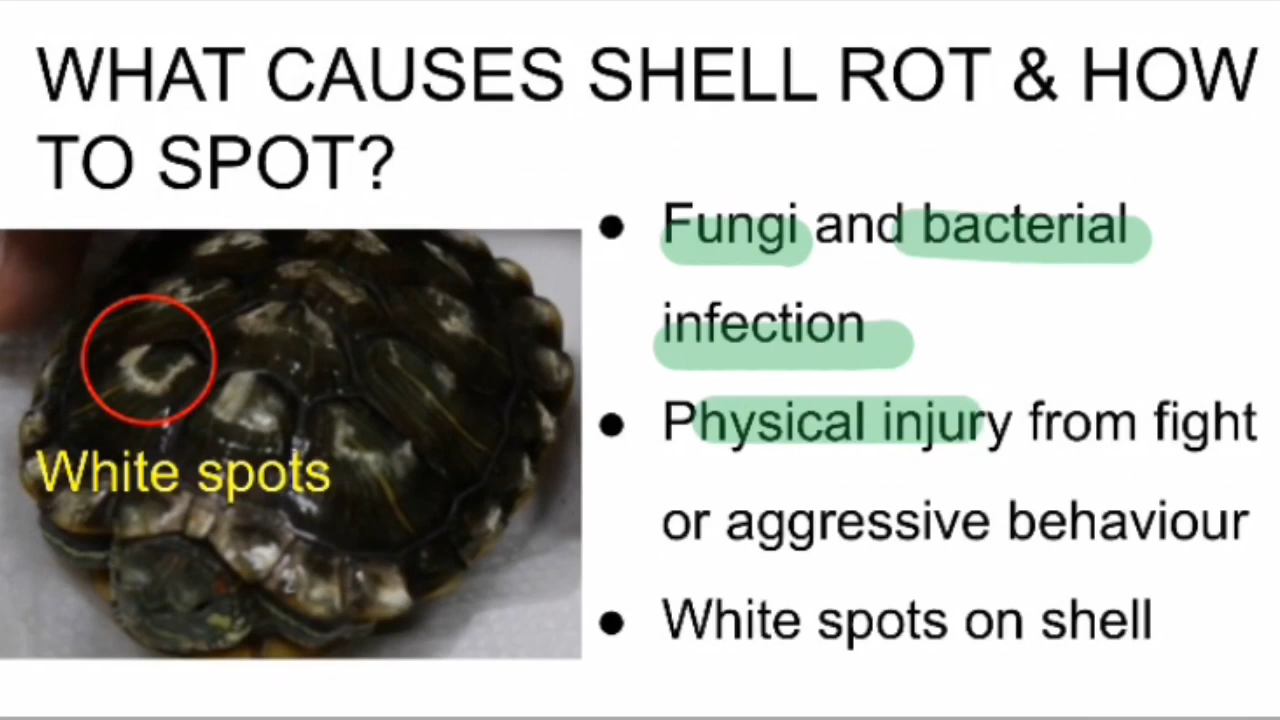 WHAT CAUSES SHELL ROT & HOW
TO SPOT?
● Fungi and bacterial
infection
● Physical injury from fight
or aggressive behaviour
● White spots on shell
White spots